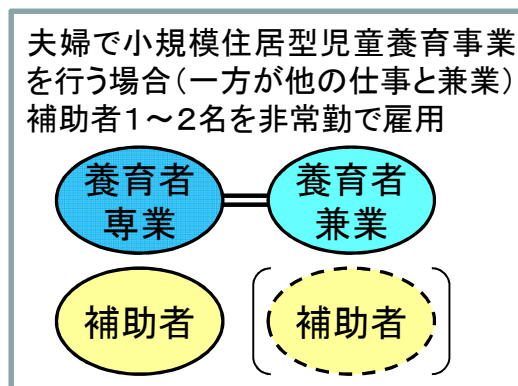 夫婦で小規模住居型児童養育事業
を行う場合(一方が他の仕事と兼業)
補助者1~2名を非常勤で雇用
養育者
専業
養育者
兼業
補助者
補助者